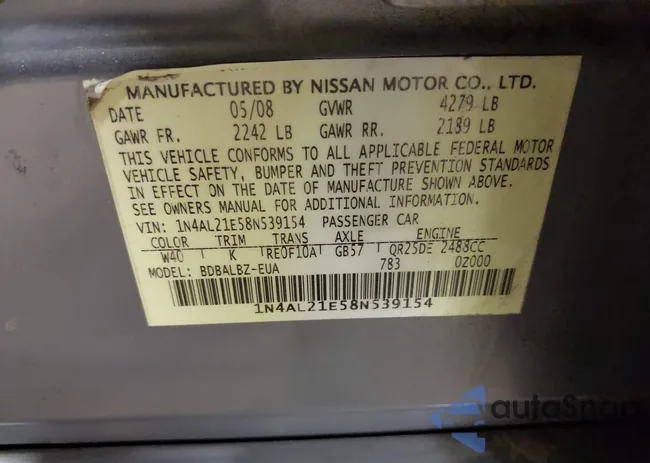 MANUFACTURED BY NISSAN MOTOR CO., LTD.
DATE 05/08 GVWR 4279 LB
GAWR FR. 2242 LB GAWR RR. 2189 LB
THIS VEHICLE CONFORMS TO ALL APPLICABLE FEDERAL MOTOR
VEHICLE SAFETY, BUMPER AND THEFT PREVENTION STANDARDS
IN EFFECT ON THE DATE OF MANUFACTURE SHOWN ABOVE.
SEE OWNERS MANUAL FOR ADDITIONAL INFORMATION.
VIN: 1N4AL21E58N539154 PASSENGER CAR
COLOR TRIM TRANS AXLE ENGINE
W40 K RE0F10A GB57 QR25DE 2488CC
MODEL: BDBALBZ-EUA 783 0Z000
1N4AL21E58N539154
autoSnap